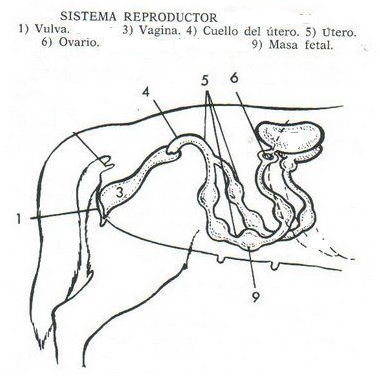 SISTEMA REPRODUCTOR
1) Vulva. 3) Vagina. 4) Cuello del útero. 5) Útero.
6) Ovario. 9) Masa fetal.
5 6
4
3
1
9